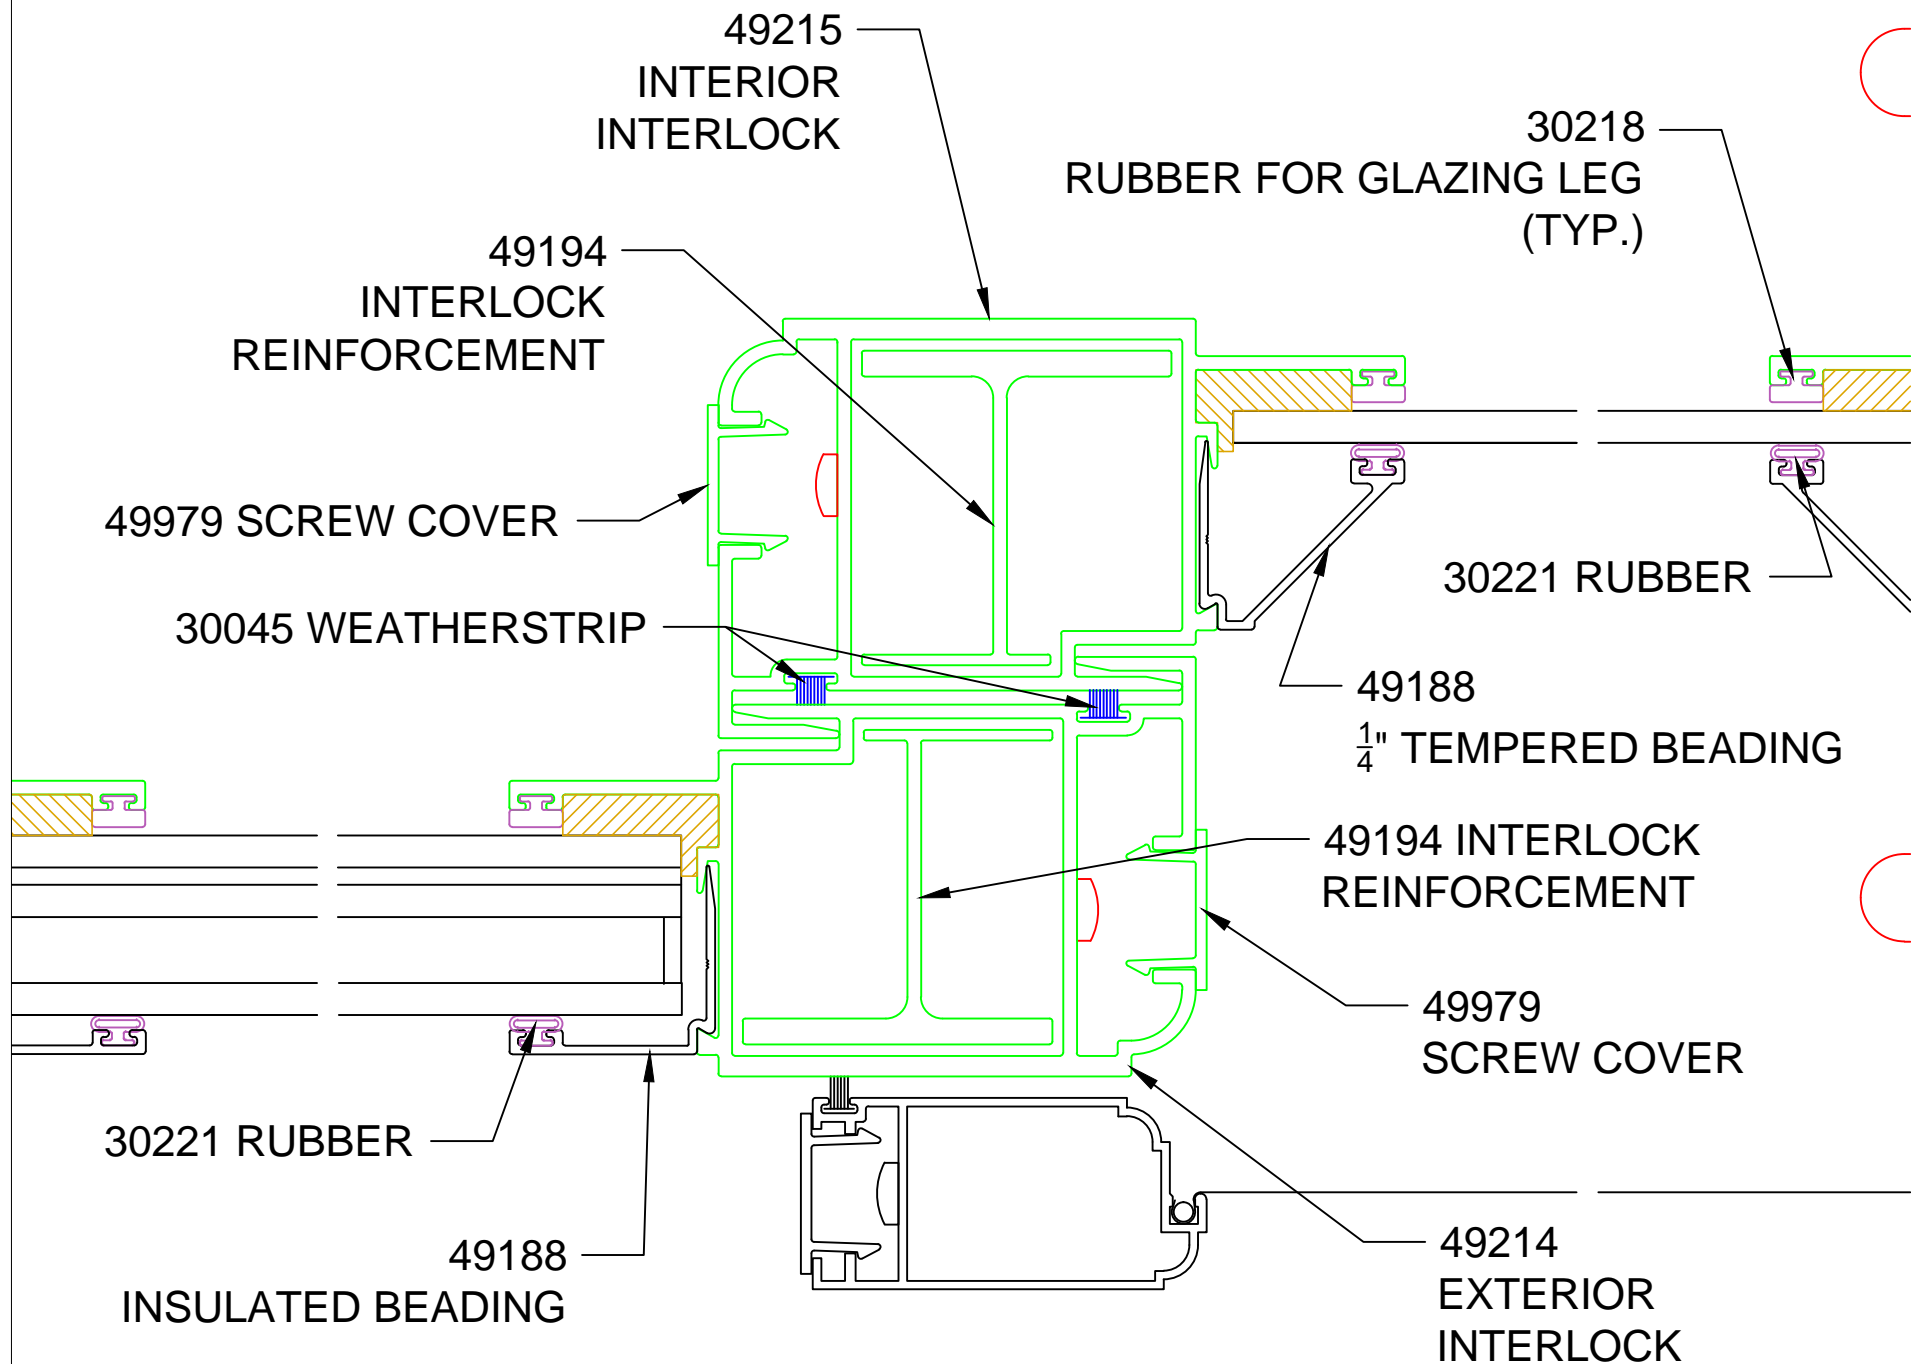 49215
INTERIOR
INTERLOCK
30218
RUBBER FOR GLAZING LEG
(TYP.)
49194
INTERLOCK
REINFORCEMENT
49979 SCREW COVER
30221 RUBBER
30045 WEATHERSTRIP
49188
1/4" TEMPERED BEADING
49194 INTERLOCK
REINFORCEMENT
49979
SCREW COVER
30221 RUBBER
49188
INSULATED BEADING
49214
EXTERIOR
INTERLOCK